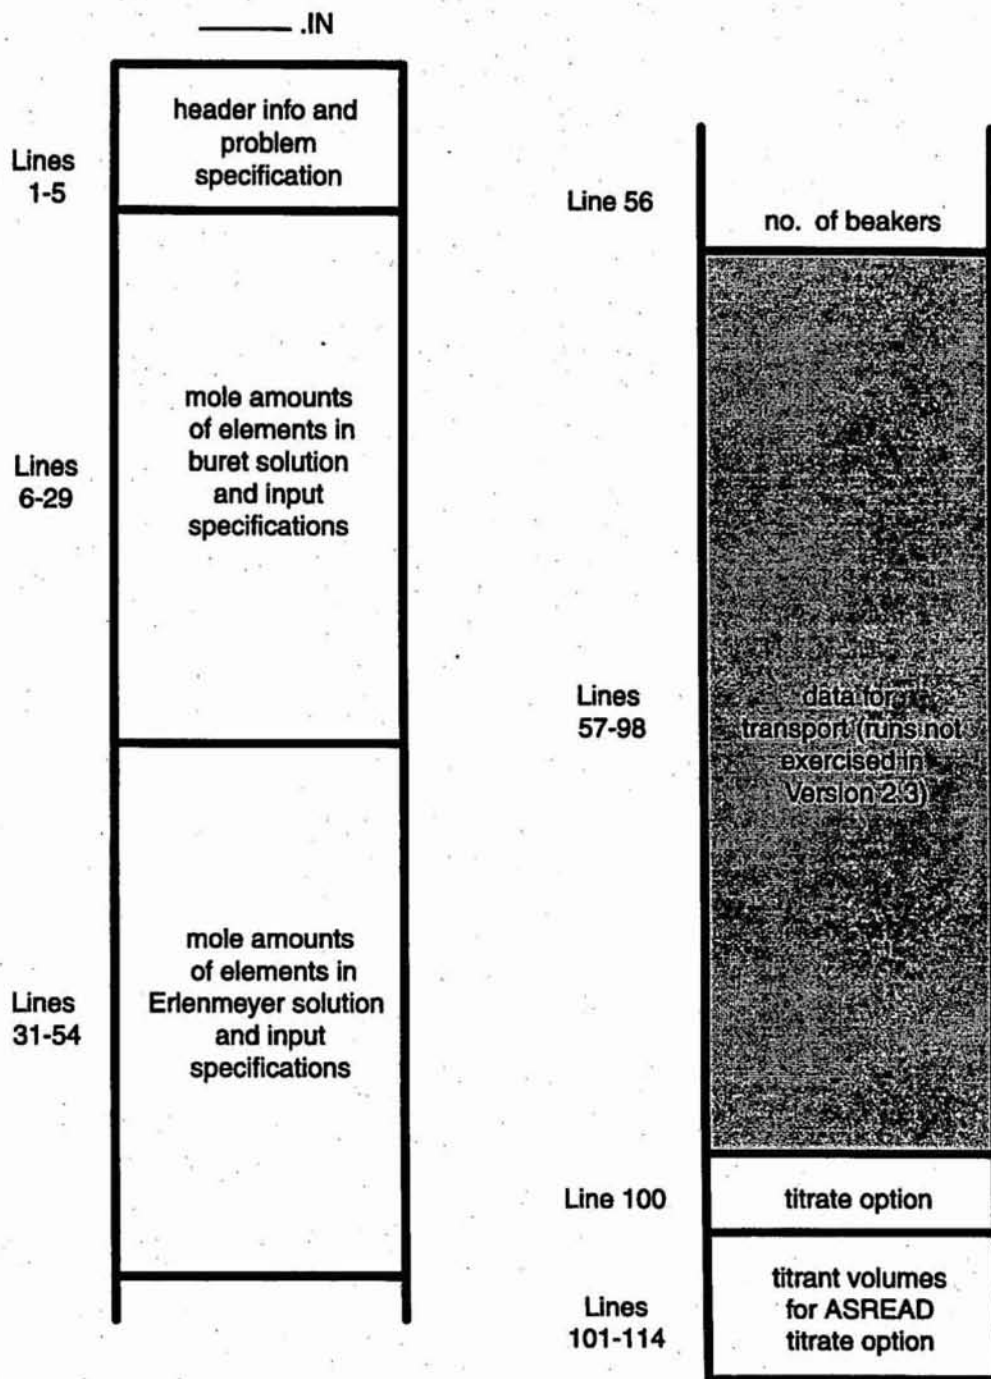 ______ .IN
Lines
1-5
header info and
problem
specification
Lines
6-29
mole amounts
of elements in
buret solution
and input
specifications
Lines
31-54
mole amounts
of elements in
Erlenmeyer solution
and input
specifications
Line 56
no. of beakers
Lines
57-98
data for
transport (runs not
exercised in
Version 2.3)
Line 100
titrate option
Lines
101-114
titrant volumes
for ASREAD
titrate option